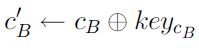 c'_B ← c_B ⊕ key_{c_B}